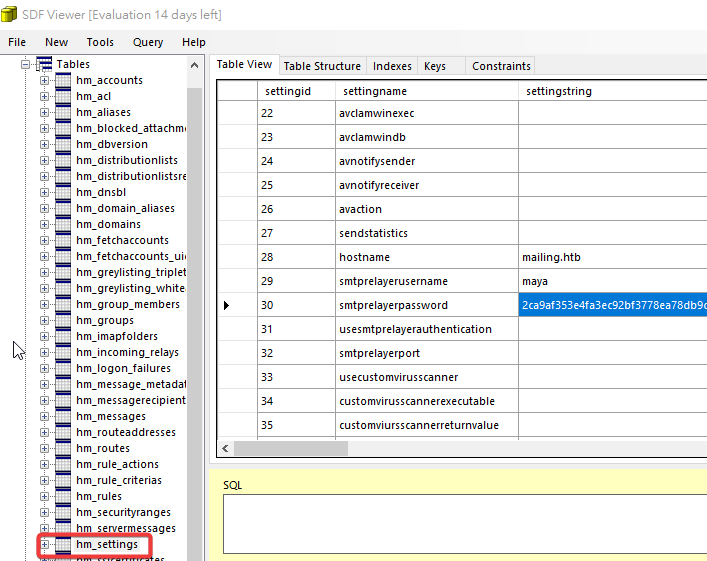 SDF Viewer [Evaluation 14 days left]
File New Tools Query Help
Tables
hm_accounts
hm_acl
hm_aliases
hm_blocked_attachme
hm_dbversion
hm_distributionlists
hm_distributionlistsre
hm_dnsbl
hm_domain_aliases
hm_domains
hm_fetchaccounts
hm_fetchaccounts_uid
hm_greylisting_triplet
hm_greylisting_white
hm_group_members
hm_groups
hm_imapfolders
hm_incoming_relays
hm_logon_failures
hm_message_metadat
hm_messagerecipient
hm_messages
hm_routeaddresses
hm_routes
hm_rule_actions
hm_rule_criterias
hm_rules
hm_securityranges
hm_servermessages
hm_settings
hm_sslcertificates
Table View Table Structure Indexes Keys Constraints
settingid settingname settingstring
22 avclamwinexec
23 avclamwindb
24 avnotifysender
25 avnotifyreceiver
26 avaction
27 sendstatistics
28 hostname mailing.htb
29 smtprelayerusername maya
30 smtprelayerpassword 2ca9af353e4fa3ec92bf3778ea78db9c
31 usesmtprelayerauthentication
32 smtprelayerport
33 usecustomvirusscanner
34 customvirusscannerexecutable
35 customviursscannerreturnvalue
SQL